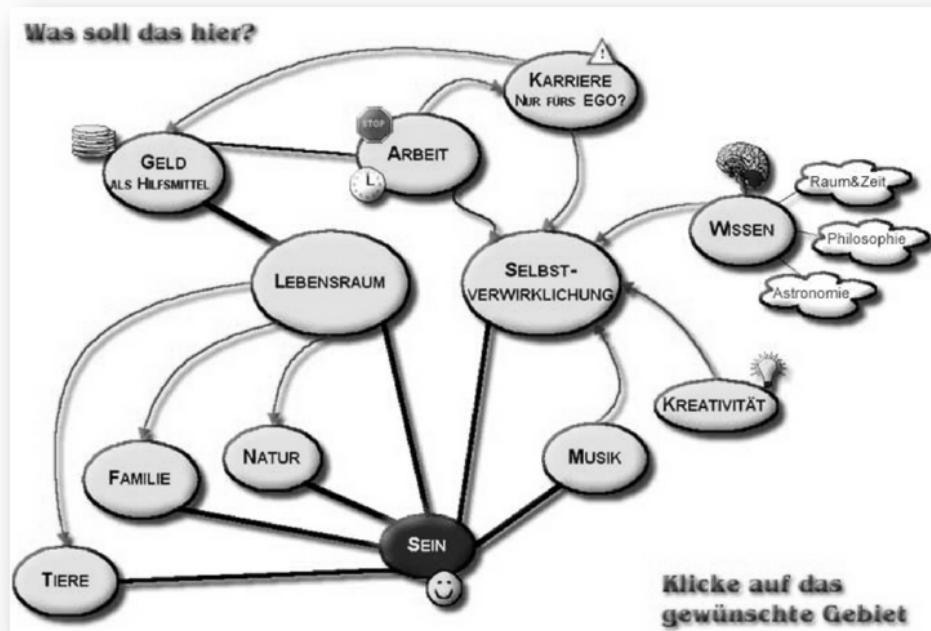 Was soll das hier?
KARRIERE
NUR FÜRS EGO?
STOP
ARBEIT
GELD
ALS HILFSMITTEL
Raum&Zeit
WISSEN
Philosophie
Astronomie
LEBENSRAUM
SELBST-
VERWIRKLICHUNG
KREATIVITÄT
FAMILIE
NATUR
MUSIK
SEIN
TIERE
Klicke auf das
gewünschte Gebiet